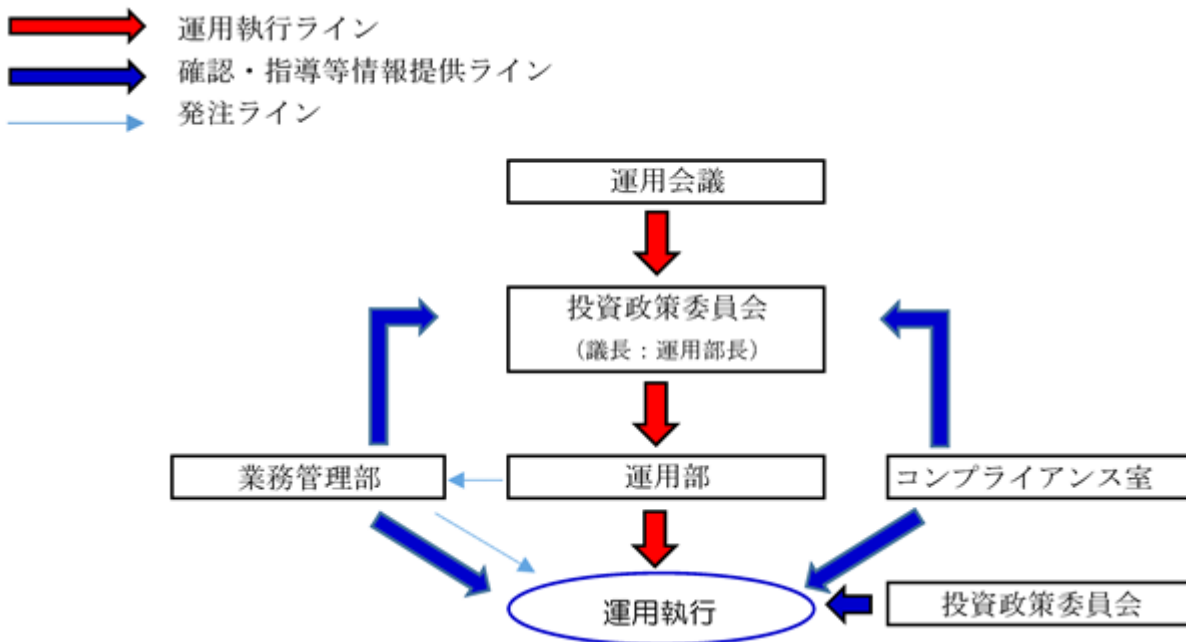 運用執行ライン
確認・指導等情報提供ライン
発注ライン
運用会議
投資政策委員会
（議長：運用部長）
業務管理部
運用部
コンプライアンス室
運用執行
投資政策委員会